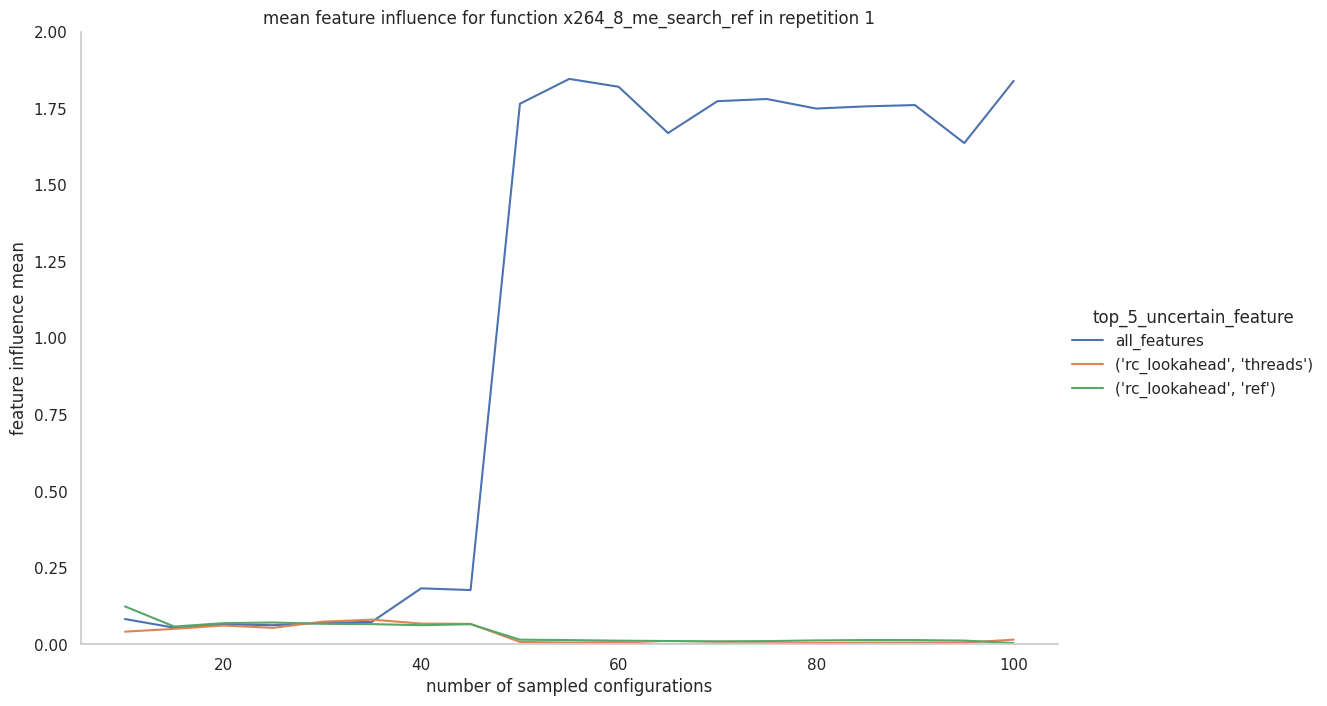 mean feature influence for function x264_8_me_search_ref in repetition 1
2.00
1.75
1.50
1.25
1.00
0.75
0.50
0.25
0.00
feature influence mean
20
40
60
80
100
number of sampled configurations
top_5_uncertain_feature
all_features
('rc_lookahead', 'threads')
('rc_lookahead', 'ref')